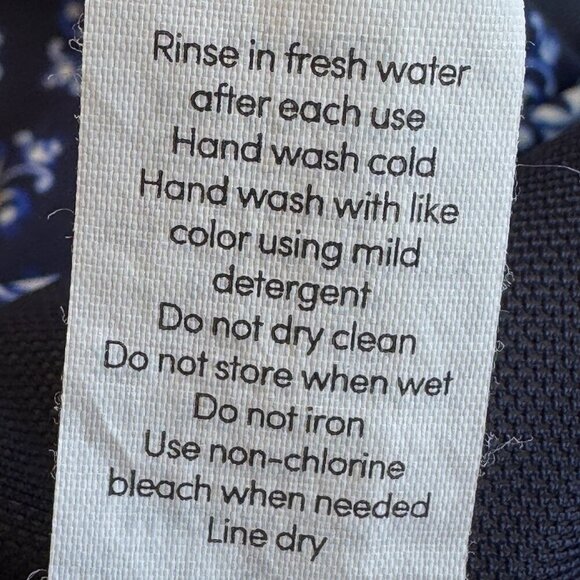 Rinse in fresh water
after each use
Hand wash cold
Hand wash with like
color using mild
detergent
Do not dry clean
Do not store when wet
Do not iron
Use non-chlorine
bleach when needed
Line dry